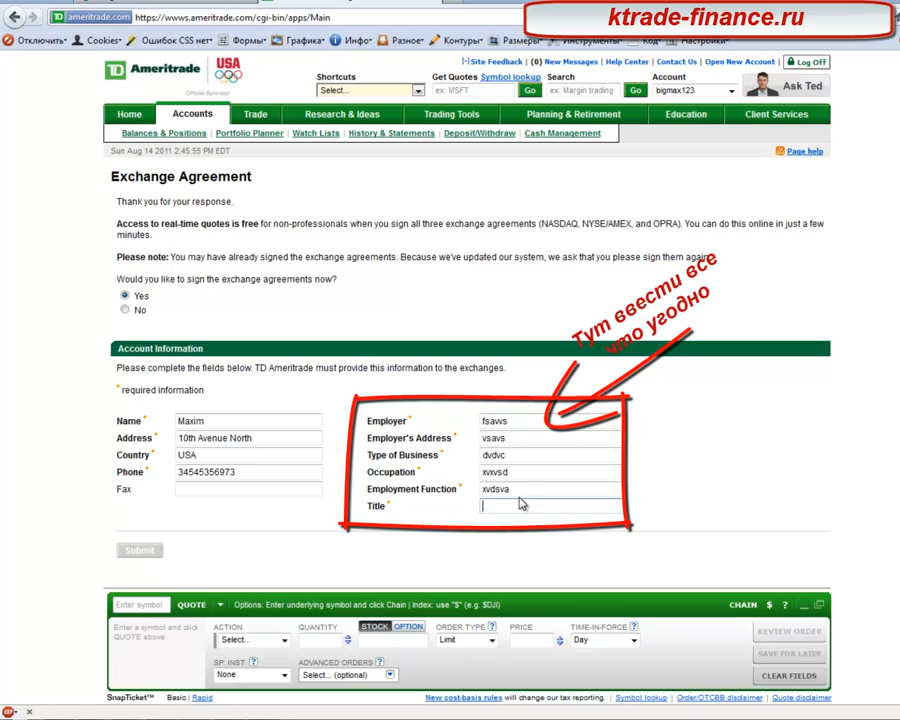 ameritrade.com
https://wwws.ameritrade.com/cgi-bin/apps/Main
ktrade-finance.ru
Отключить Cookies Ошибок CSS нет Формы Графика Инфо Разное Контуры Размеры Инструменты Код Настройки
[-] Site Feedback (0) New Messages Help Center Contact Us Open New Account Log Off
TD Ameritrade
USA
Official Sponsor
Shortcuts Get Quotes Symbol lookup Search Account
Select... ex: MSFT Go ex: Margin trading Go bigmax123 Ask Ted
Home Accounts Trade Research & Ideas Trading Tools Planning & Retirement Education Client Services
Balances & Positions Portfolio Planner Watch Lists History & Statements Deposit/Withdraw Cash Management
Sun Aug 14 2011 2:45:55 PM EDT Page help
Exchange Agreement
Thank you for your response.
Access to real-time quotes is free for non-professionals when you sign all three exchange agreements (NASDAQ, NYSE/AMEX, and OPRA). You can do this online in just a few
minutes.
Please note: You may have already signed the exchange agreements. Because we've updated our system, we ask that you please sign them again.
Would you like to sign the exchange agreements now?
Yes
No
Тут ввести все
что угодно
Account Information
Please complete the fields below. TD Ameritrade must provide this information to the exchanges.
* required information
Name * Maxim Employer * fsavvs
Address * 10th Avenue North Employer's Address * vsavs
Country * USA Type of Business * dvdvc
Phone * 34545356973 Occupation * xvxvsd
Fax Employment Function * xvdsva
Title *
Submit
Enter symbol QUOTE Options: Enter underlying symbol and click Chain | Index: use "$" (e.g. $DJI) CHAIN $ ?
Enter a symbol and click
QUOTE above.
ACTION QUANTITY STOCK OPTION ORDER TYPE ? PRICE TIME-IN-FORCE ?
Select... Limit Day
REVIEW ORDER
SP. INST. ? ADVANCED ORDERS ?
None Select... (optional)
SAVE FOR LATER
CLEAR FIELDS
SnapTicket™ Basic | Rapid New cost-basis rules will change our tax reporting. Symbol lookup Order/OTCBB disclaimer Quote disclaimer
ABP